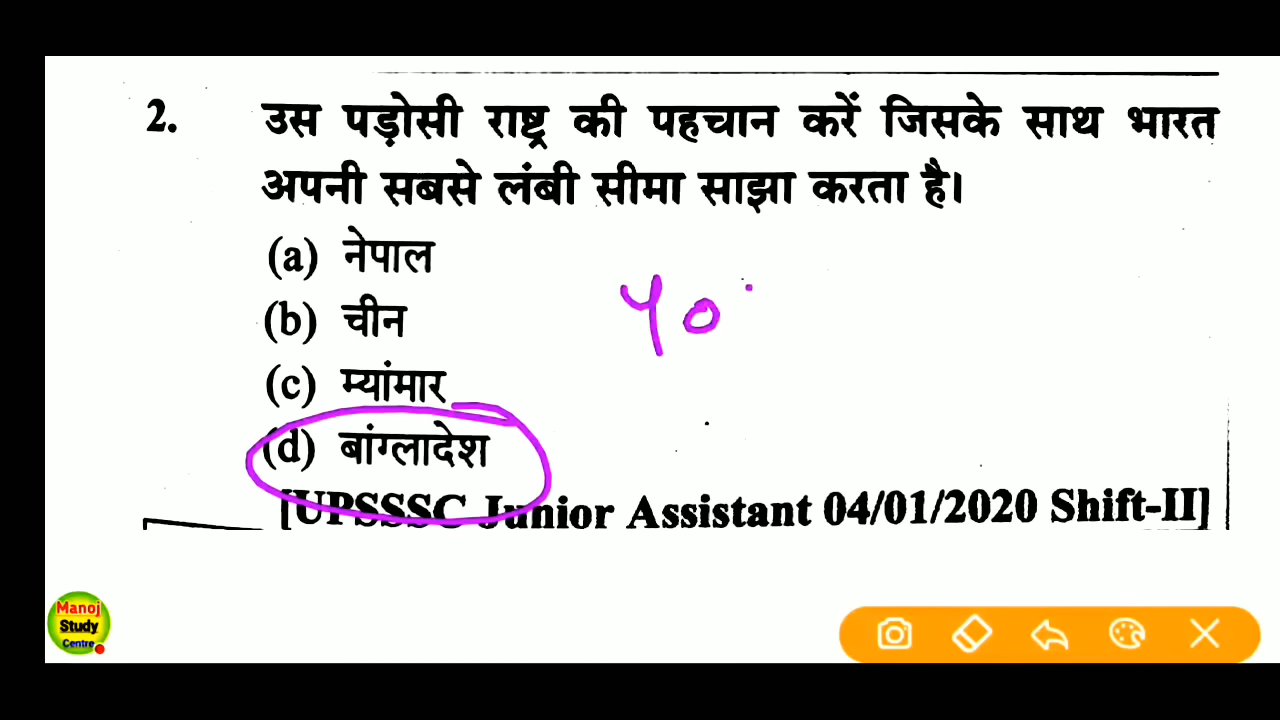 2. उस पड़ोसी राष्ट्र की पहचान करें जिसके साथ भारत
अपनी सबसे लंबी सीमा साझा करता है।
(a) नेपाल
(b) चीन
(c) म्यांमार
(d) बांग्लादेश
[UPSSSC Junior Assistant 04/01/2020 Shift-II]
Manoj
Study
Centre